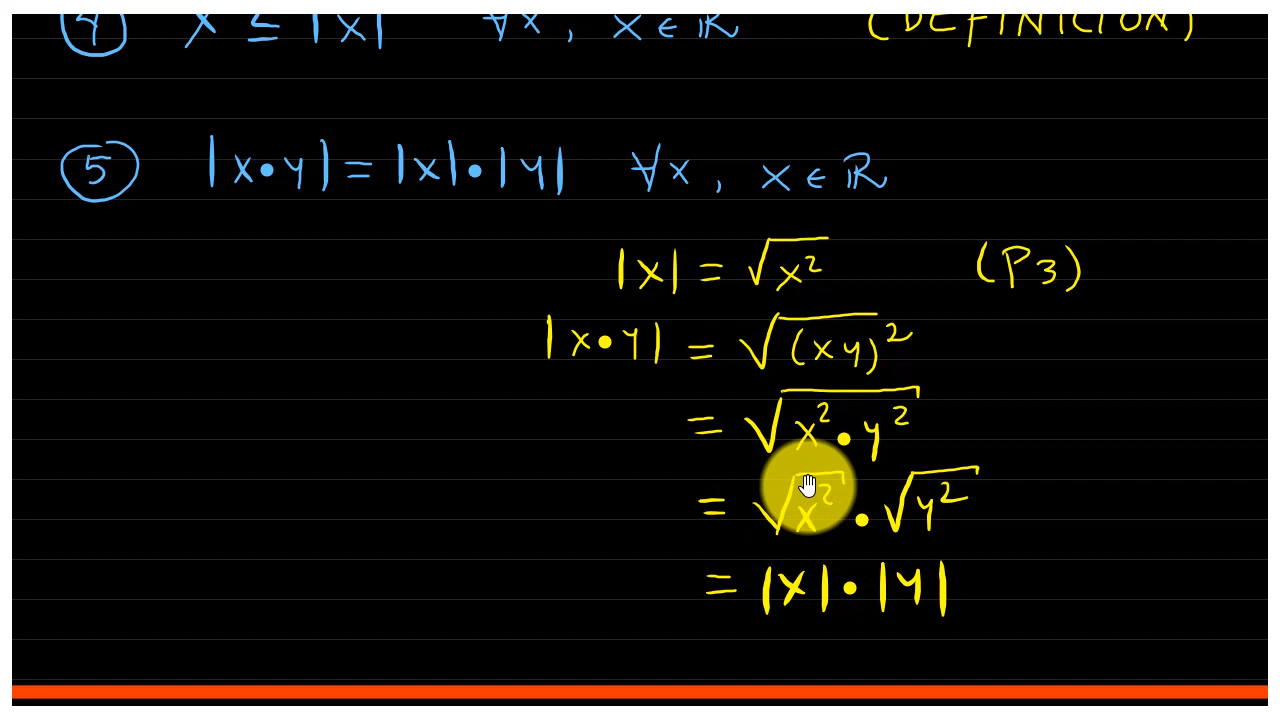 ④ x ≤ |x| ∀x, x ∈ ℝ (DEFINICION)
⑤ |x•y| = |x|•|y| ∀x, x ∈ ℝ
|x| = √x² (P3)
|x•y| = √(xy)²
= √x²•y²
= √x²•√y²
= |x|•|y|